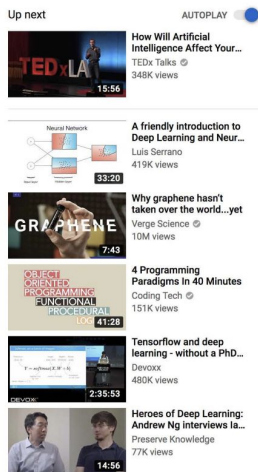 Up next
AUTOPLAY
TEDxLA
15:56
How Will Artificial
Intelligence Affect Your...
TEDx Talks
348K views
Neural Network
33:20
A friendly introduction to
Deep Learning and Neur...
Luis Serrano
419K views
GRAPHENE
7:43
Why graphene hasn't
taken over the world...yet
Verge Science
10M views
OBJECT
ORIENTED
PROGRAMMING
FUNCTIONAL
PROCEDURAL
LOG
41:28
4 Programming
Paradigms In 40 Minutes
Coding Tech
151K views
DEVOXX
2:35:53
Tensorflow and deep
learning - without a PhD...
Devoxx
480K views
14:56
Heroes of Deep Learning:
Andrew Ng interviews Ia...
Preserve Knowledge
77K views